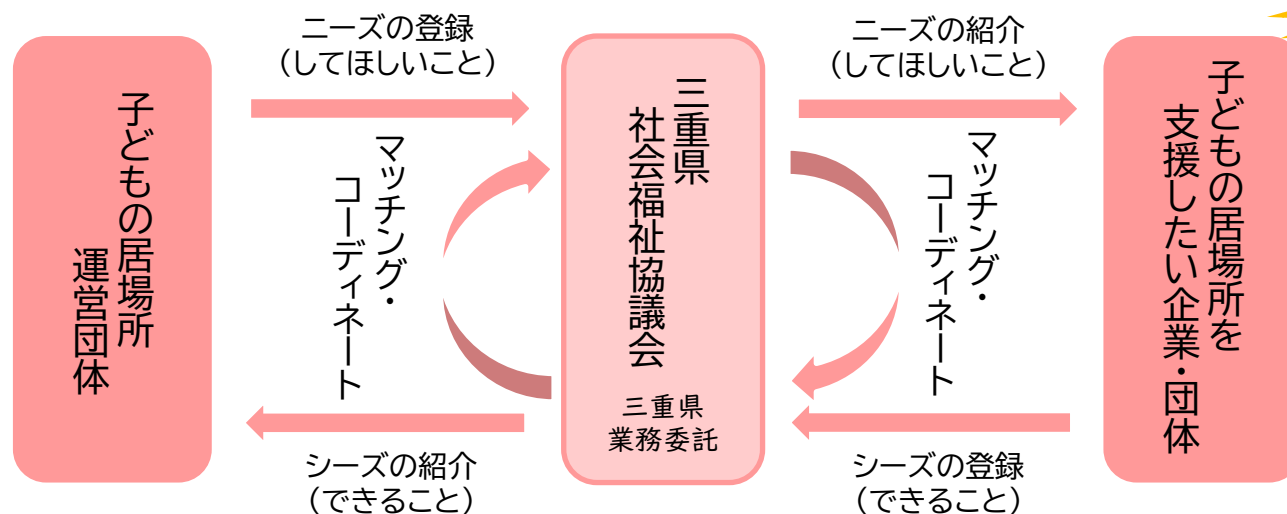 子どもの居場所
運営団体
ニーズの登録
（してほしいこと）
マッチング・
コーディネート
シーズの紹介
（できること）
三重県
社会福祉協議会
三重県
業務委託
ニーズの紹介
（してほしいこと）
マッチング・
コーディネート
シーズの登録
（できること）
子どもの居場所を
支援したい企業・団体